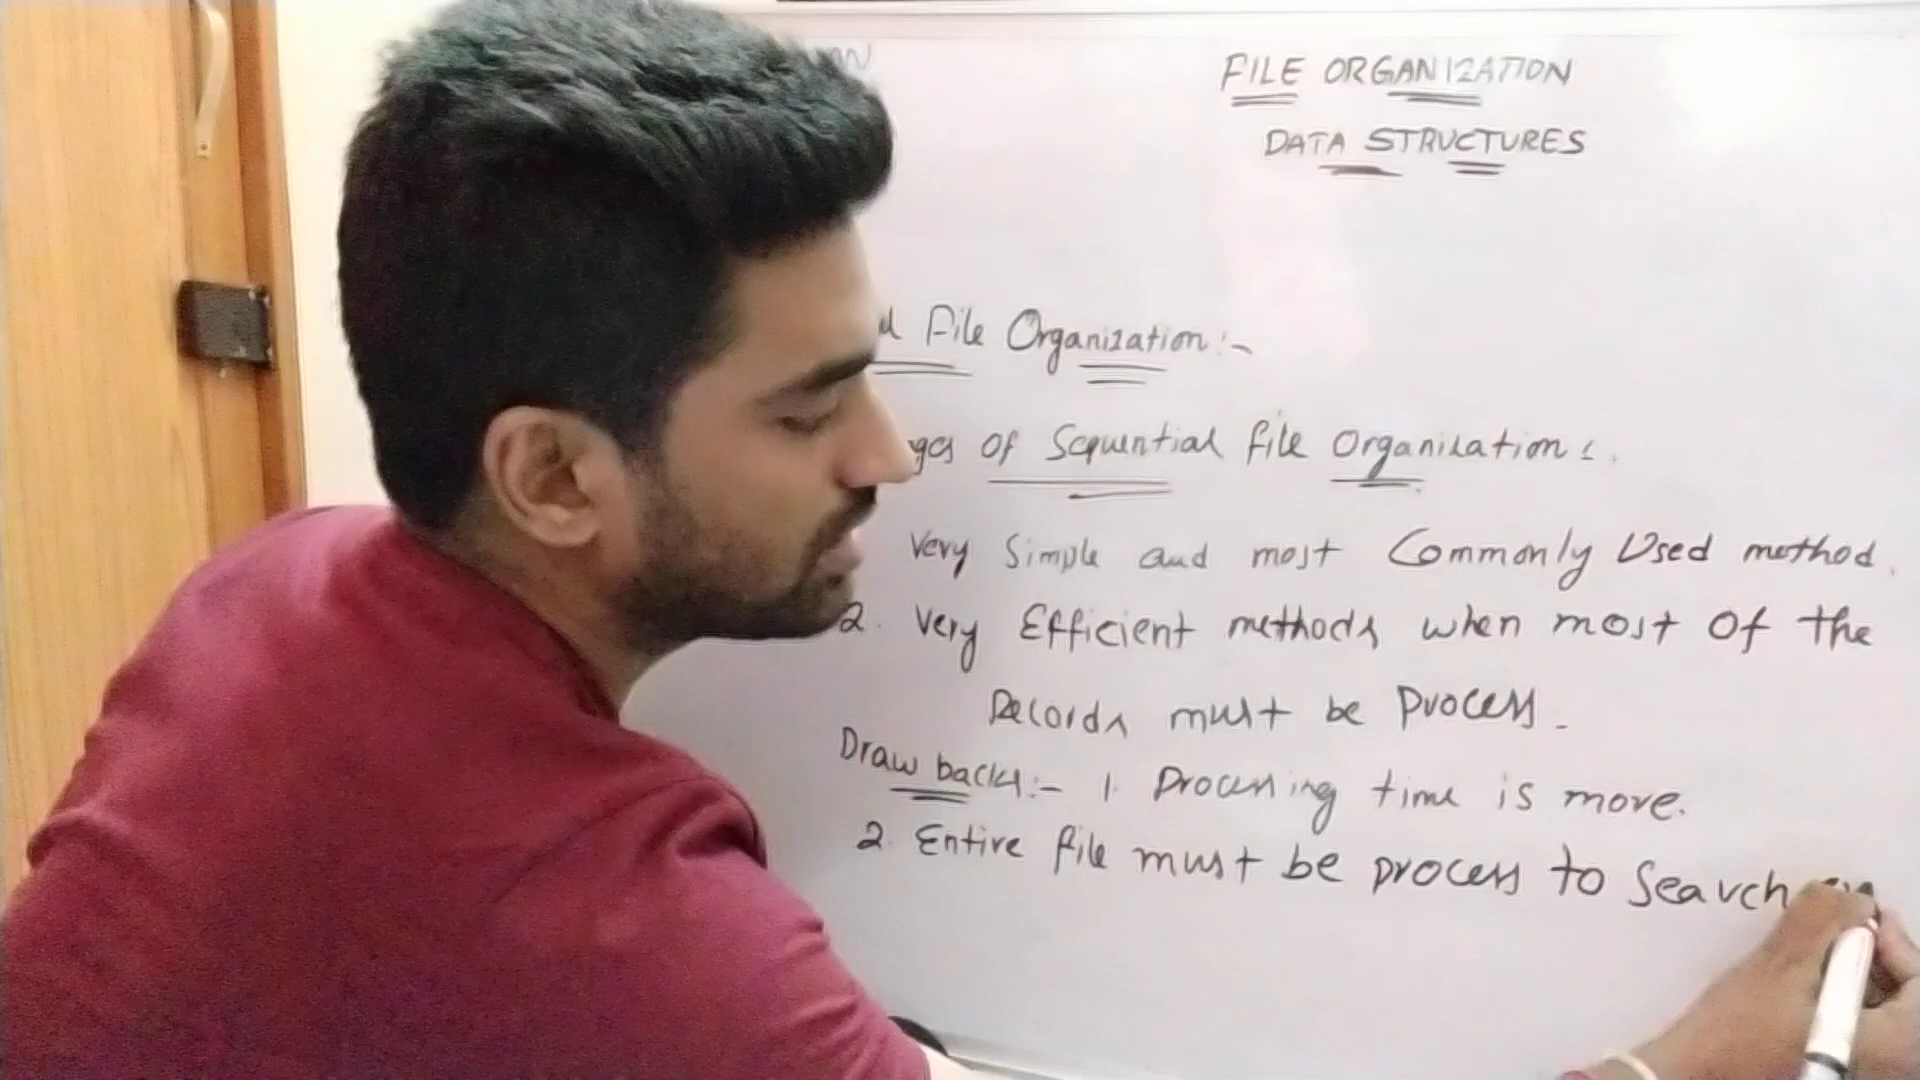 FILE ORGANIZATION
DATA STRUCTURES
File Organization:-
of Sequential file Organization:
Very Simple and most Commonly Used method.
2. Very Efficient methods when most of the
Records must be process.
Draw backs:- 1. Processing time is more.
2. Entire file must be process to Search